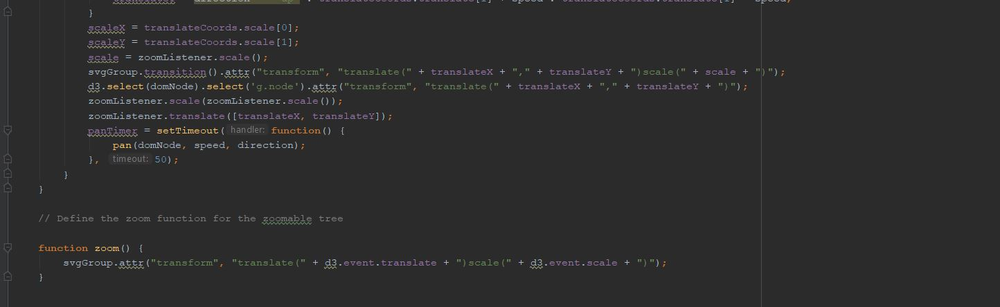 }
scaleX = translateCoords.scale[0];
scaleY = translateCoords.scale[1];
scale = zoomListener.scale();
svgGroup.transition().attr("transform", "translate(" + translateX + "," + translateY + ")scale(" + scale + ")");
d3.select(domNode).select('g.node').attr("transform", "translate(" + translateX + "," + translateY + ")");
zoomListener.scale(zoomListener.scale());
zoomListener.translate([translateX, translateY]);
panTimer = setTimeout( handler: function() {
pan(domNode, speed, direction);
}, timeout: 50);
}
}
// Define the zoom function for the zoomable tree
function zoom() {
svgGroup.attr("transform", "translate(" + d3.event.translate + ")scale(" + d3.event.scale + ")");
}